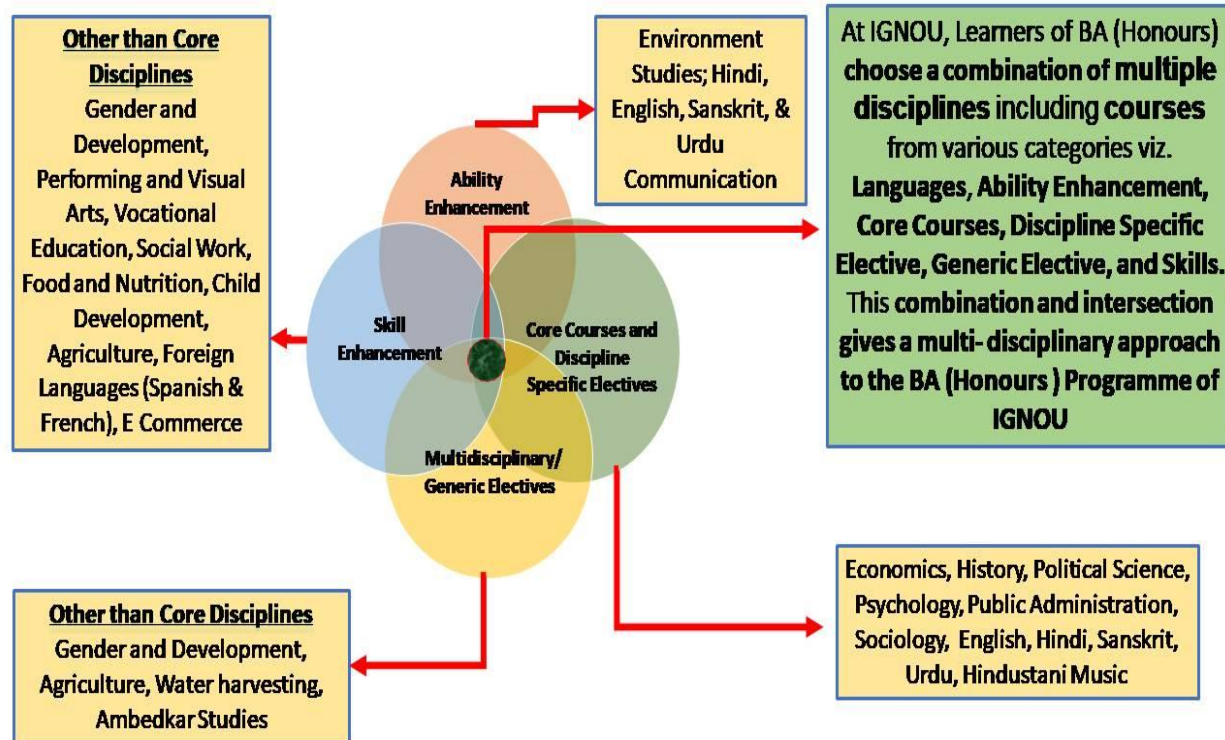 Other than Core
Disciplines
Gender and
Development,
Performing and Visual
Arts, Vocational
Education, Social Work,
Food and Nutrition, Child
Development,
Agriculture, Foreign
Languages (Spanish &
French), E Commerce
Environment
Studies; Hindi,
English, Sanskrit, &
Urdu
Communication
At IGNOU, Learners of BA (Honours)
choose a combination of multiple
disciplines including courses
from various categories viz.
Languages, Ability Enhancement,
Core Courses, Discipline Specific
Elective, Generic Elective, and Skills.
This combination and intersection
gives a multi- disciplinary approach
to the BA (Honours ) Programme of
IGNOU
Ability
Enhancement
Skill
Enhancement
Core Courses and
Discipline
Specific Electives
Multidisciplinary/
Generic Electives
Other than Core Disciplines
Gender and Development,
Agriculture, Water harvesting,
Ambedkar Studies
Economics, History, Political Science,
Psychology, Public Administration,
Sociology, English, Hindi, Sanskrit,
Urdu, Hindustani Music